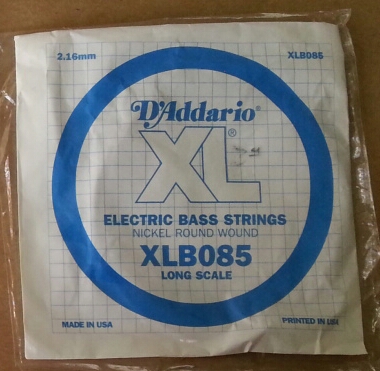 2.16mm XLB085
D'Addario®
XL®
ELECTRIC BASS STRINGS
NICKEL ROUND WOUND
XLB085
LONG SCALE
MADE IN USA PRINTED IN USA